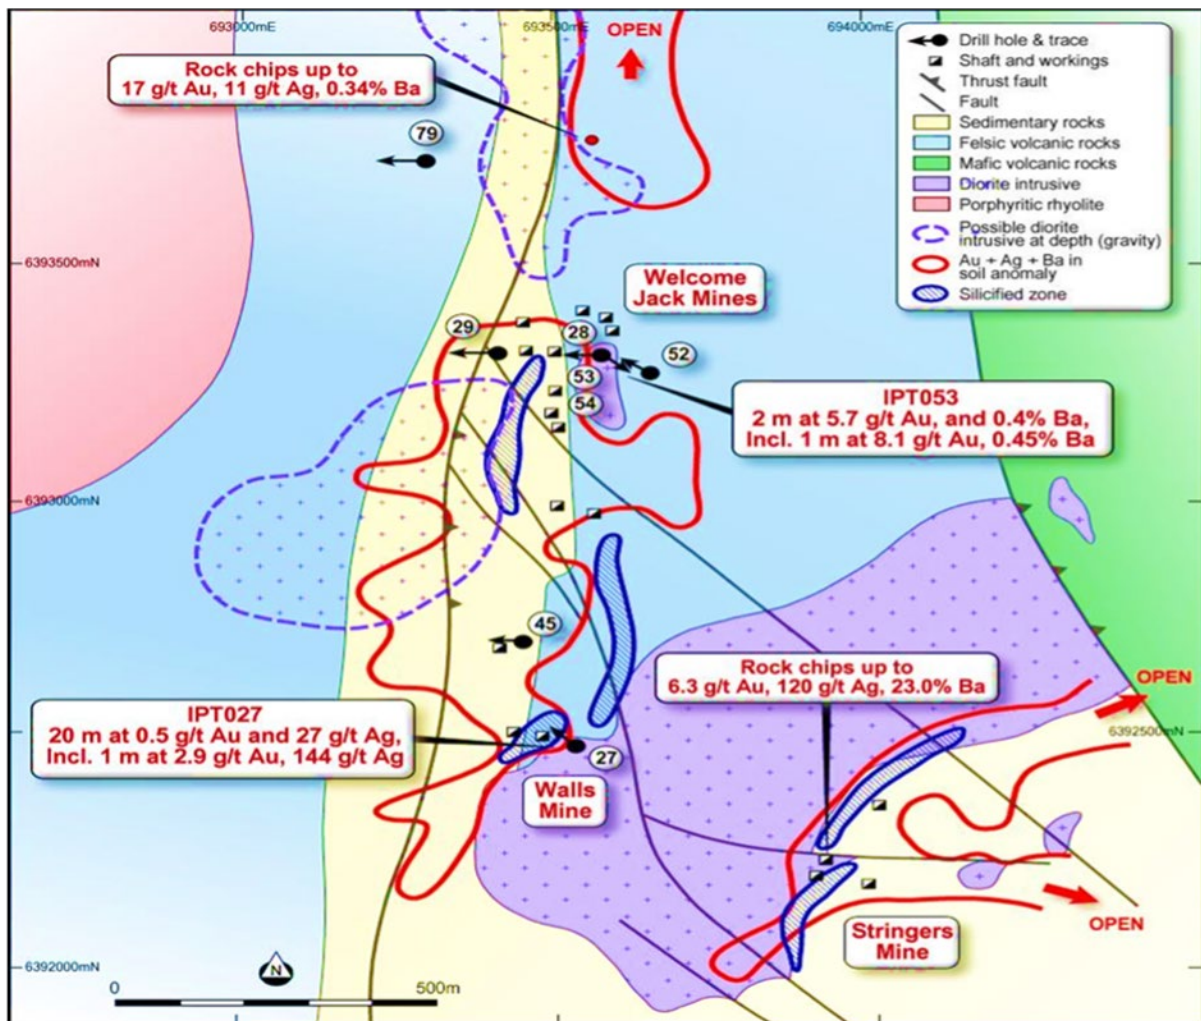 693000mE
693500mE
694000mE
OPEN
Rock chips up to
17 g/t Au, 11 g/t Ag, 0.34% Ba
79
Drill hole & trace
Shaft and workings
Thrust fault
Fault
Sedimentary rocks
Felsic volcanic rocks
Mafic volcanic rocks
Diorite intrusive
Porphyritic rhyolite
Possible diorite
intrusive at depth (gravity)
Au + Ag + Ba in
soil anomaly
Silicified zone
6393500mN
Welcome
Jack Mines
29
28
52
53
54
IPT053
2 m at 5.7 g/t Au, and 0.4% Ba,
Incl. 1 m at 8.1 g/t Au, 0.45% Ba
6393000mN
45
Rock chips up to
6.3 g/t Au, 120 g/t Ag, 23.0% Ba
OPEN
IPT027
20 m at 0.5 g/t Au and 27 g/t Ag,
Incl. 1 m at 2.9 g/t Au, 144 g/t Ag
6392500mN
27
Walls
Mine
Stringers
Mine
OPEN
6392000mN
N
0
500m